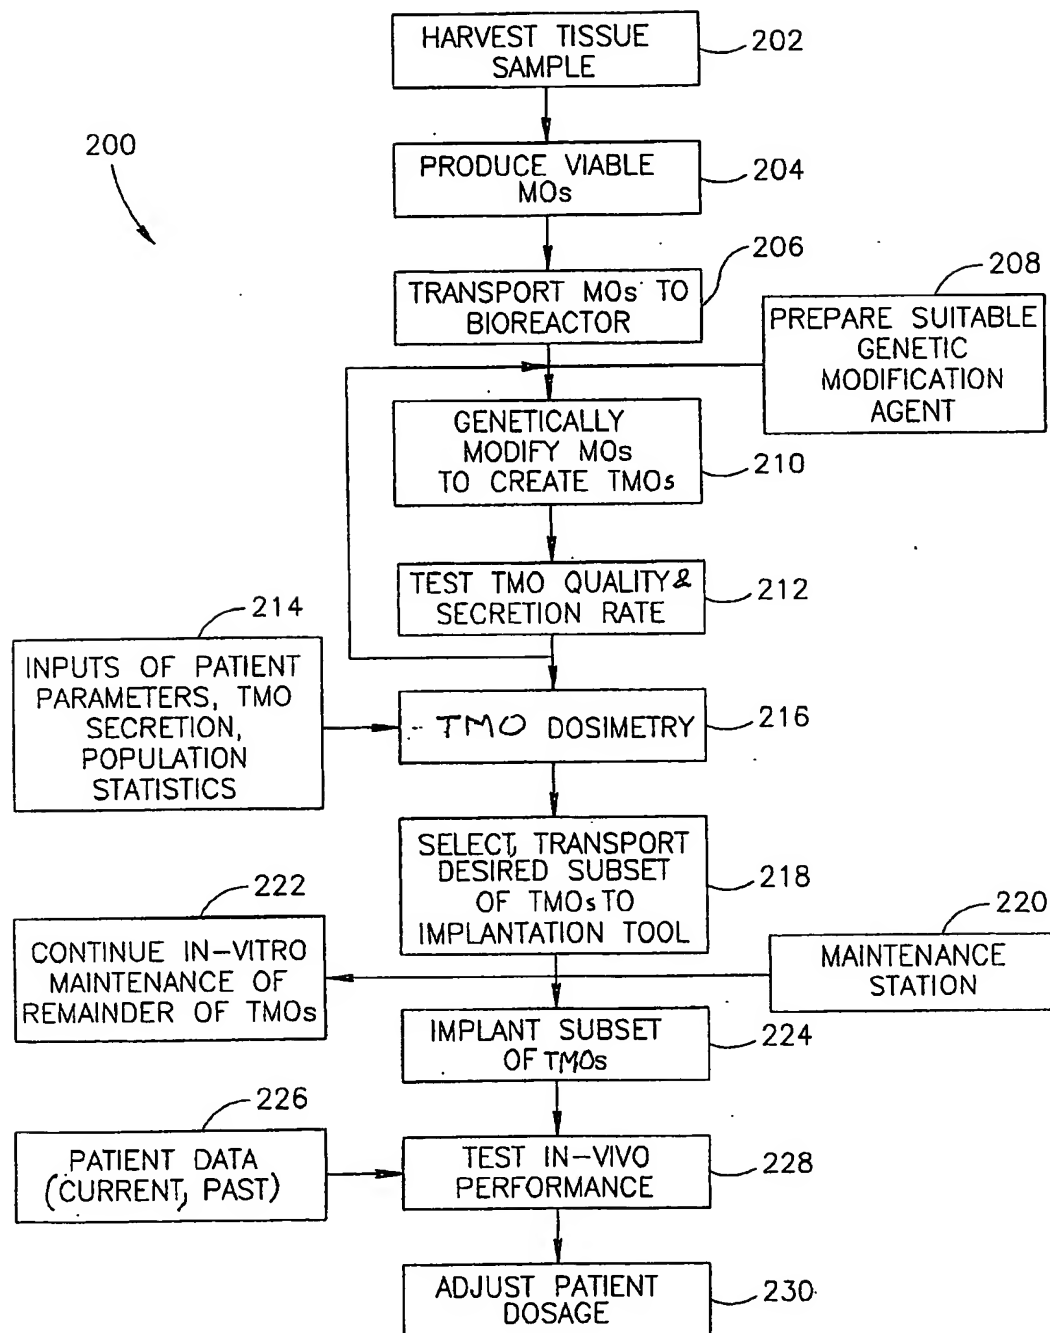 HARVEST TISSUE
SAMPLE
202
200
PRODUCE VIABLE
MOs
204
206
TRANSPORT MOs TO
BIOREACTOR
208
PREPARE SUITABLE
GENETIC
MODIFICATION
AGENT
GENETICALLY
MODIFY MOs
TO CREATE TMOs
210
TEST TMO QUALITY &
SECRETION RATE
212
214
INPUTS OF PATIENT
PARAMETERS, TMO
SECRETION,
POPULATION
STATISTICS
TMO DOSIMETRY
216
SELECT, TRANSPORT
DESIRED SUBSET
OF TMOs TO
IMPLANTATION TOOL
218
222
CONTINUE IN-VITRO
MAINTENANCE OF
REMAINDER OF TMOs
220
MAINTENANCE
STATION
IMPLANT SUBSET
OF TMOs
224
226
PATIENT DATA
(CURRENT, PAST)
TEST IN-VIVO
PERFORMANCE
228
ADJUST PATIENT
DOSAGE
230